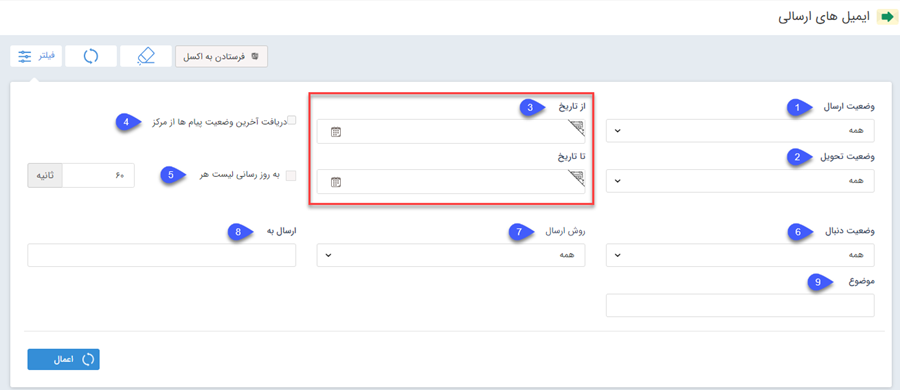 ایمیل های ارسالی
فرستادن به اکسل
فیلتر
1 وضعیت ارسال
همه
2 وضعیت تحویل
همه
3 از تاریخ
تا تاریخ
4 دریافت آخرین وضعیت پیام ها از مرکز
5 به روز رسانی لیست هر
۶۰ ثانیه
6 وضعیت دنبال
همه
7 روش ارسال
همه
8 ارسال به
9 موضوع
اعمال